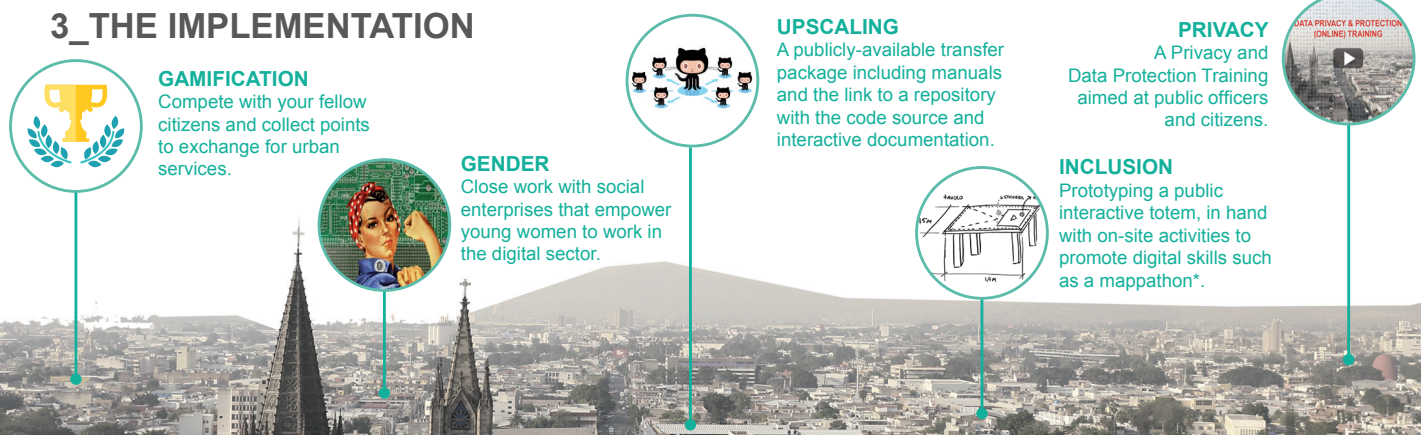 3_THE IMPLEMENTATION
GAMIFICATION
Compete with your fellow
citizens and collect points
to exchange for urban
services.
GENDER
Close work with social
enterprises that empower
young women to work in
the digital sector.
UPSCALING
A publicly-available transfer
package including manuals
and the link to a repository
with the code source and
interactive documentation.
INCLUSION
Prototyping a public
interactive totem, in hand
with on-site activities to
promote digital skills such
as a mappathon*.
PRIVACY
A Privacy and
Data Protection Training
aimed at public officers
and citizens.
DATA PRIVACY & PROTECTION
(ONLINE) TRAINING